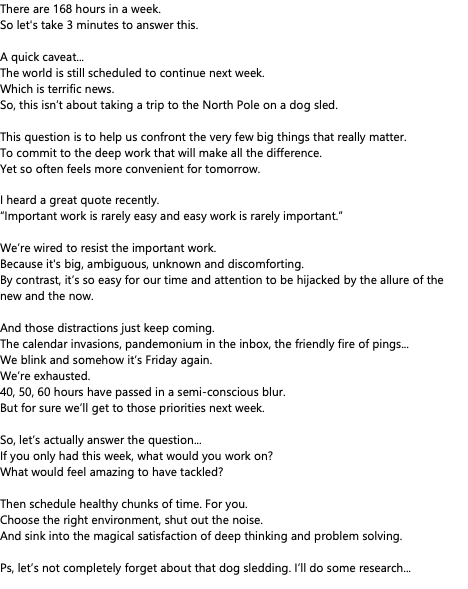 There are 168 hours in a week.
So let's take 3 minutes to answer this.

A quick caveat...
The world is still scheduled to continue next week.
Which is terrific news.
So, this isn't about taking a trip to the North Pole on a dog sled.

This question is to help us confront the very few big things that really matter.
To commit to the deep work that will make all the difference.
Yet so often feels more convenient for tomorrow.

I heard a great quote recently.
“Important work is rarely easy and easy work is rarely important.”

We're wired to resist the important work.
Because it's big, ambiguous, unknown and discomforting.
By contrast, it's so easy for our time and attention to be hijacked by the allure of the
new and the now.

And those distractions just keep coming.
The calendar invasions, pandemonium in the inbox, the friendly fire of pings...
We blink and somehow it's Friday again.
We're exhausted.
40, 50, 60 hours have passed in a semi-conscious blur.
But for sure we'll get to those priorities next week.

So, let's actually answer the question...
If you only had this week, what would you work on?
What would feel amazing to have tackled?

Then schedule healthy chunks of time. For you.
Choose the right environment, shut out the noise.
And sink into the magical satisfaction of deep thinking and problem solving.

Ps, let's not completely forget about that dog sledding. I'll do some research...